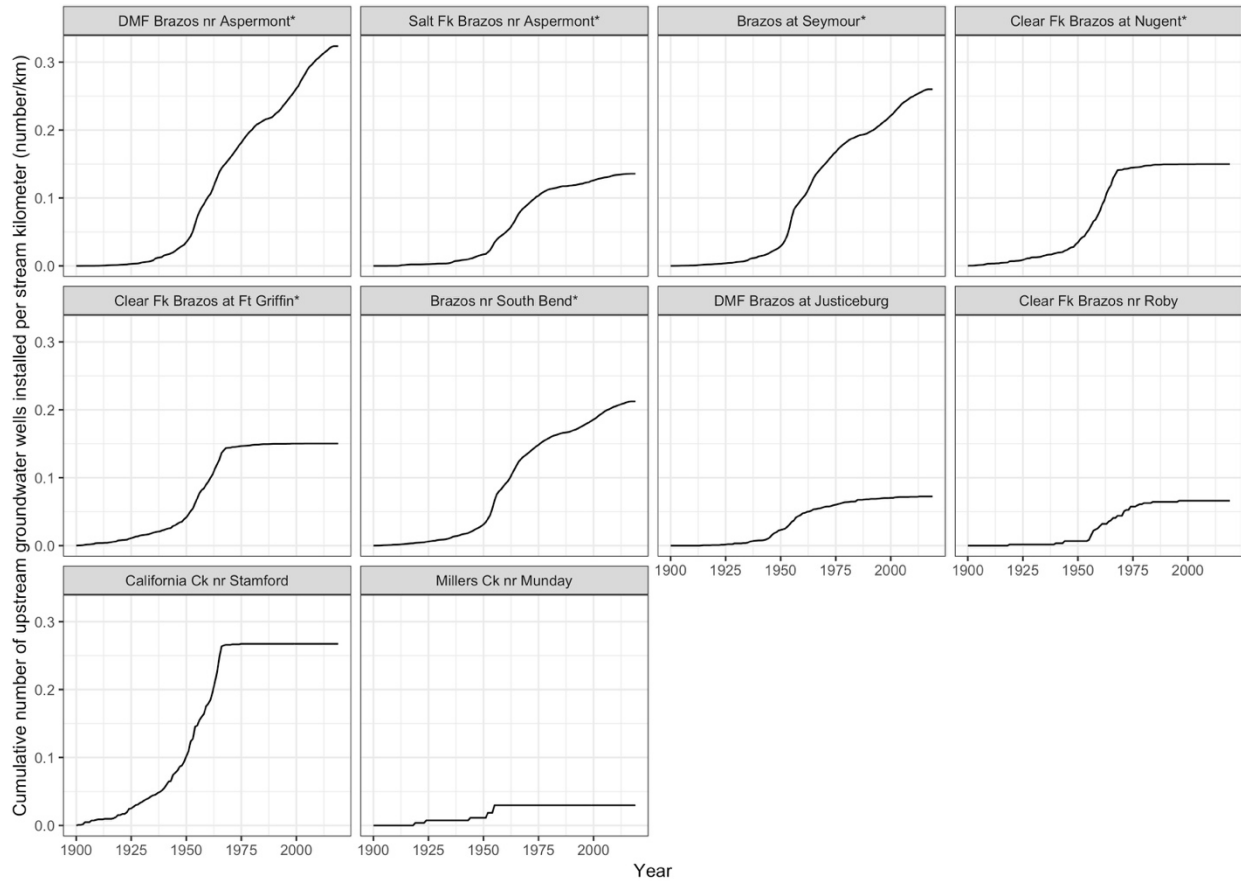 Cumulative number of upstream groundwater wells installed per stream kilometer (number/km)
DMF Brazos nr Aspermont*
Salt Fk Brazos nr Aspermont*
Brazos at Seymour*
Clear Fk Brazos at Nugent*
0.3
0.2
0.1
0.0
Clear Fk Brazos at Ft Griffin*
Brazos nr South Bend*
DMF Brazos at Justiceburg
Clear Fk Brazos nr Roby
0.3
0.2
0.1
0.0
1900 1925 1950 1975 2000
1900 1925 1950 1975 2000
California Ck nr Stamford
Millers Ck nr Munday
0.3
0.2
0.1
0.0
1900 1925 1950 1975 2000
1900 1925 1950 1975 2000
Year